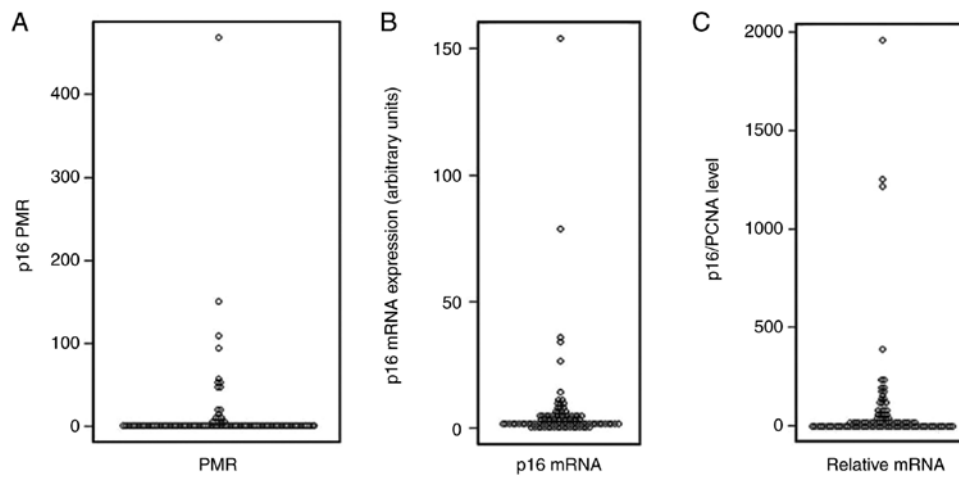 A
p16 PMR
400
300
200
100
0
PMR
B
p16 mRNA expression (arbitrary units)
150
100
50
0
p16 mRNA
C
p16/PCNA level
2000
1500
1000
500
0
Relative mRNA